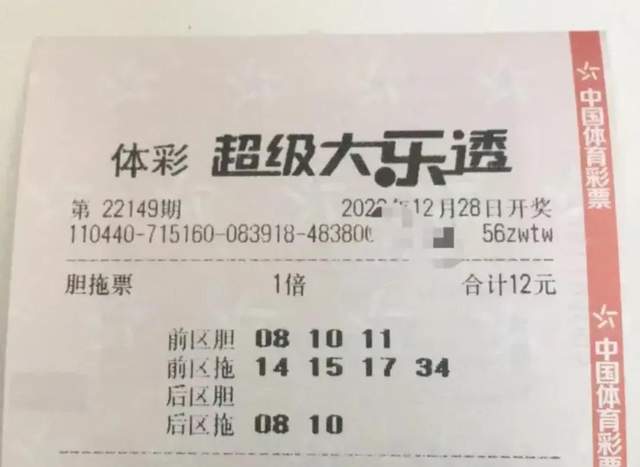 体彩 超级大乐透
第 22149期 202 年12月28日开奖
110440-715160-083918-48380 56zwtw
胆拖票 1倍 合计12元
前区胆 08 10 11
前区拖 14 15 17 34
后区胆
后区拖 08 10
中国体育彩票
中国体育彩票